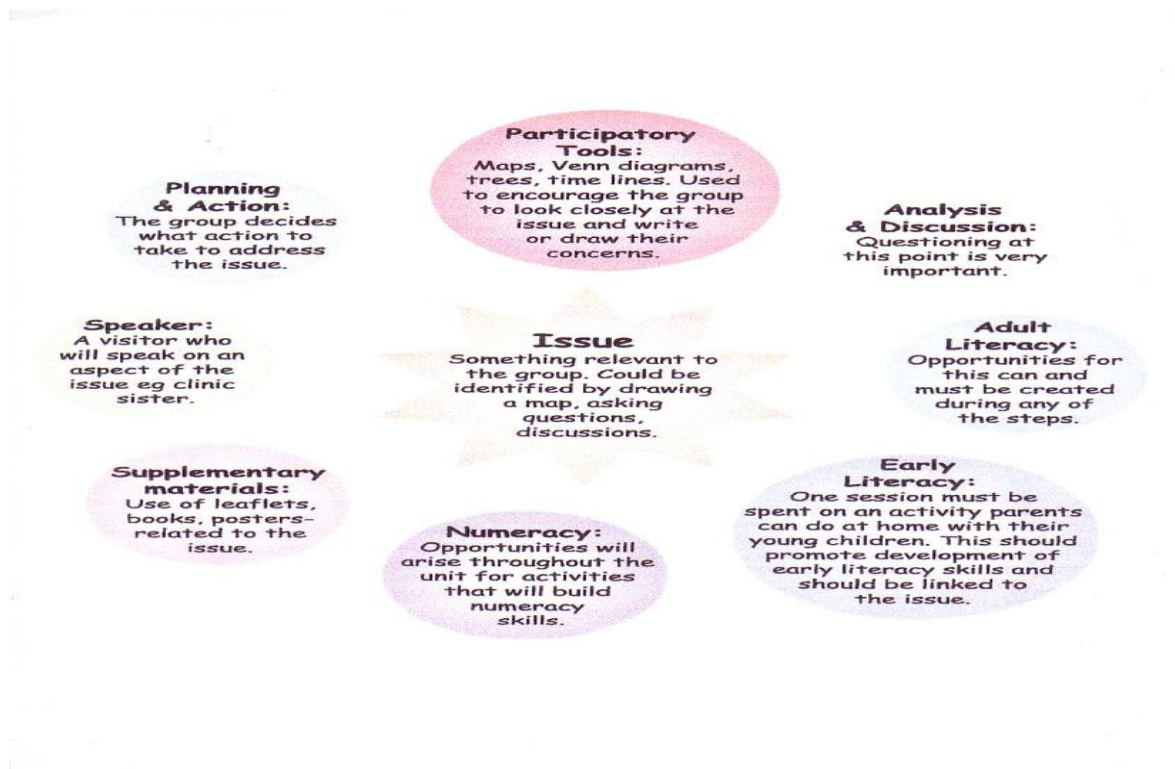 Participatory
Tools:
Maps, Venn diagrams,
trees, time lines. Used
to encourage the group
to look closely at the
issue and write
or draw their
concerns.
Planning
& Action:
The group decides
what action to
take to address
the issue.
Analysis
& Discussion:
Questioning at
this point is very
important.
Speaker:
A visitor who
will speak on an
aspect of the
issue eg clinic
sister.
Issue
Something relevant to
the group. Could be
identified by drawing
a map, asking
questions,
discussions.
Adult
Literacy:
Opportunities for
this can and
must be created
during any of
the steps.
Supplementary
materials:
Use of leaflets,
books, posters-
related to the
issue.
Numeracy:
Opportunities will
arise throughout the
unit for activities
that will build
numeracy
skills.
Early
Literacy:
One session must be
spent on an activity parents
can do at home with their
young children. This should
promote development of
early literacy skills and
should be linked to
the issue.